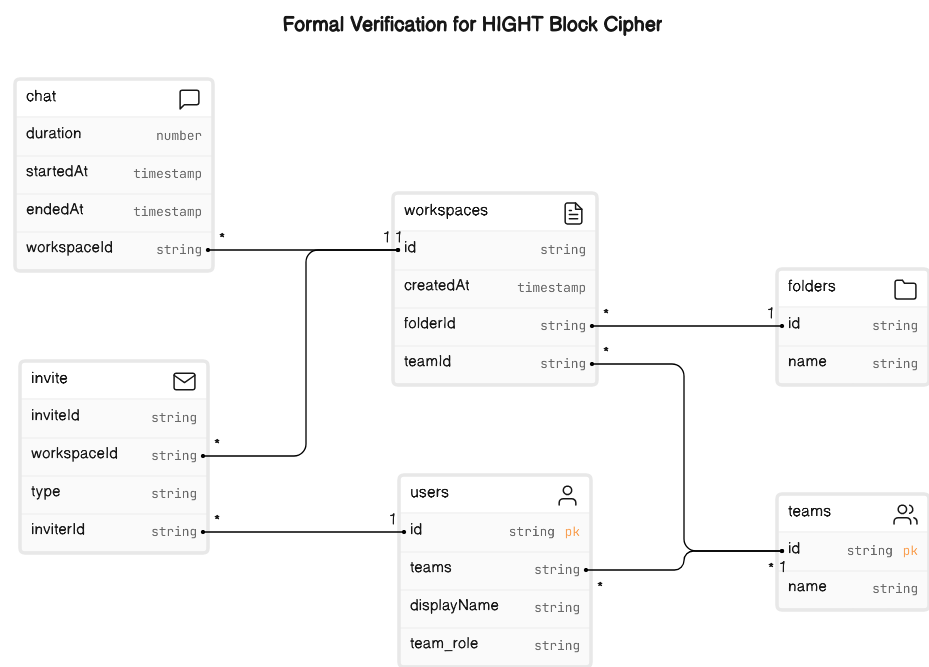 Formal Verification for HIGHT Block Cipher
chat
duration number
startedAt timestamp
endedAt timestamp
workspaceId string
*
1 1
workspaces
id string
createdAt timestamp
folderId string
*
1
teamId string
*
folders
id string
name string
invite
inviteId string
workspaceId string
*
type string
inviterId string
*
1
users
id string pk
teams string
*
displayName string
team_role string
teams
id string pk
* 1
name string